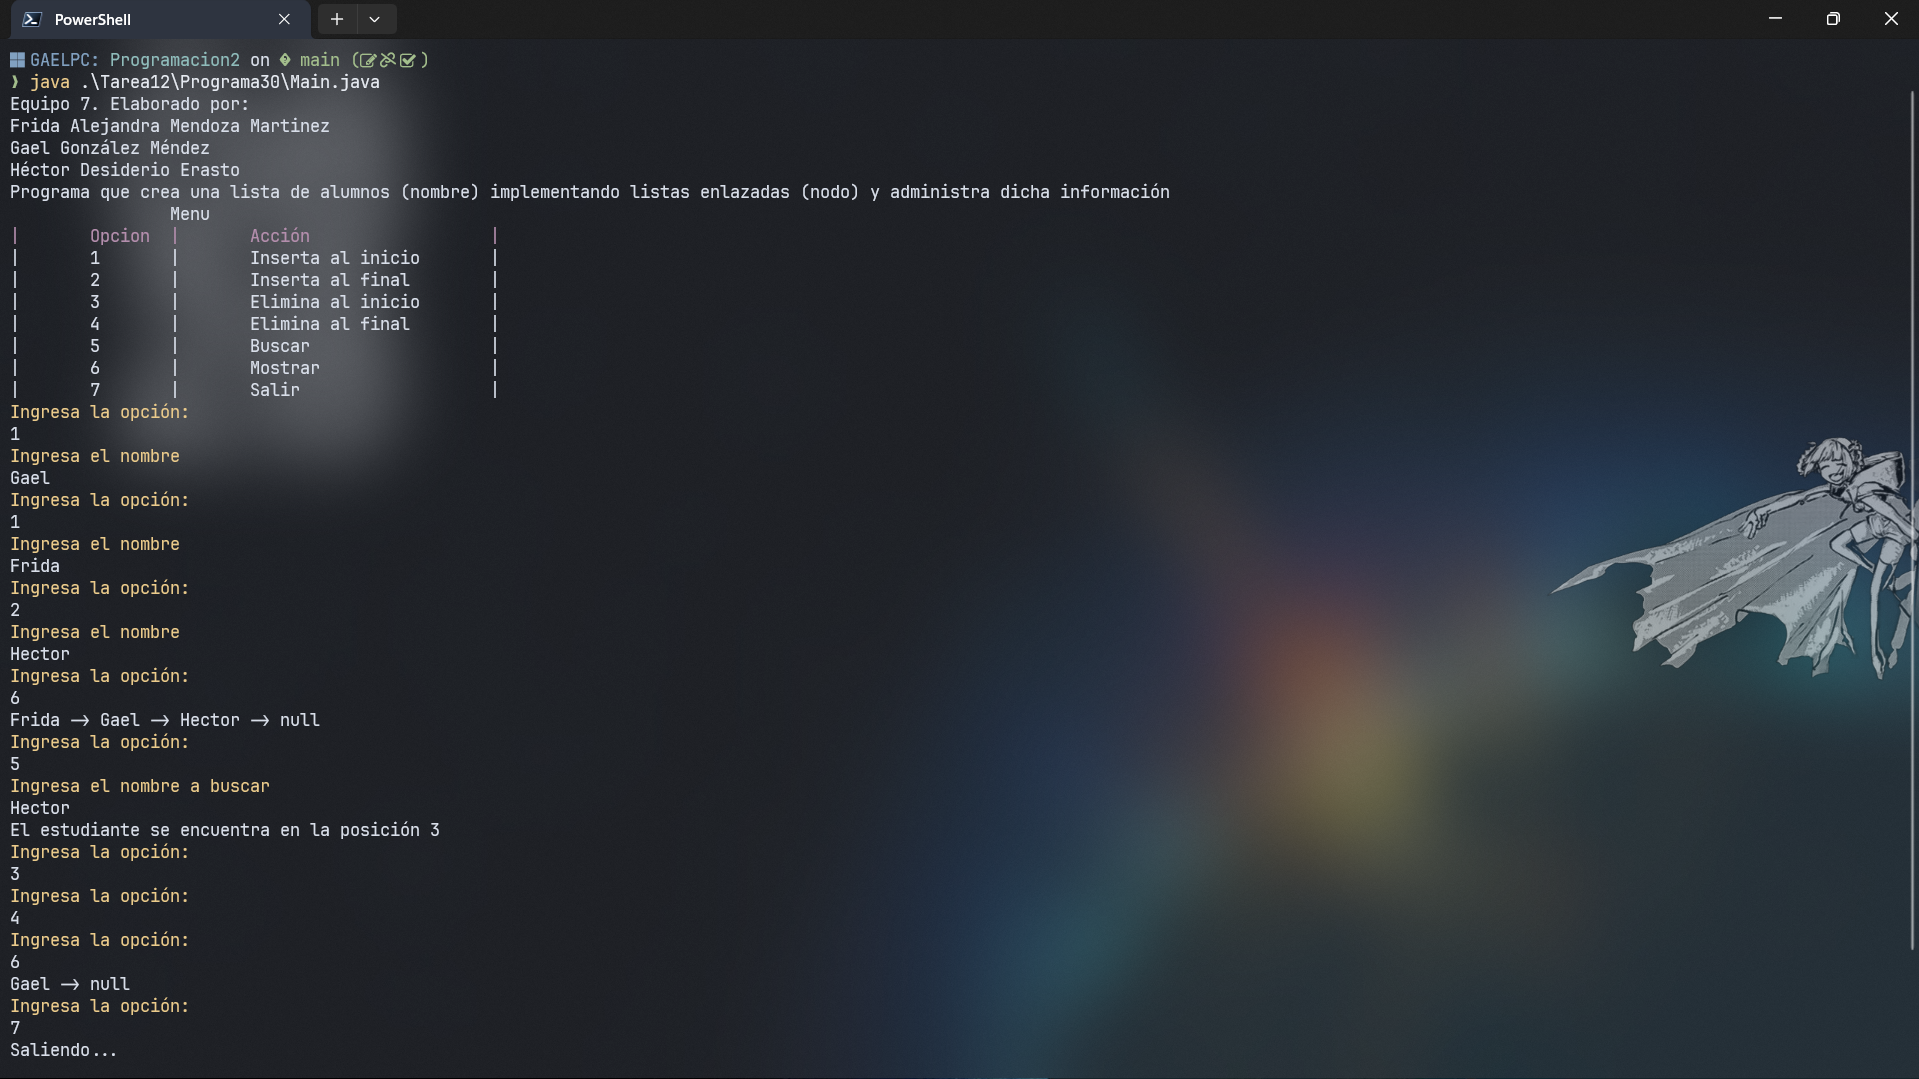 PowerShell
GAELPC: Programacion2 on main ( )
❯ java .\Tarea12\Programa30\Main.java
Equipo 7. Elaborado por:
Frida Alejandra Mendoza Martinez
Gael González Méndez
Héctor Desiderio Erasto
Programa que crea una lista de alumnos (nombre) implementando listas enlazadas (nodo) y administra dicha información
Menu
| Opcion | Acción |
| 1 | Inserta al inicio |
| 2 | Inserta al final |
| 3 | Elimina al inicio |
| 4 | Elimina al final |
| 5 | Buscar |
| 6 | Mostrar |
| 7 | Salir |
Ingresa la opción:
1
Ingresa el nombre
Gael
Ingresa la opción:
1
Ingresa el nombre
Frida
Ingresa la opción:
2
Ingresa el nombre
Hector
Ingresa la opción:
6
Frida -> Gael -> Hector -> null
Ingresa la opción:
5
Ingresa el nombre a buscar
Hector
El estudiante se encuentra en la posición 3
Ingresa la opción:
3
Ingresa la opción:
4
Ingresa la opción:
6
Gael -> null
Ingresa la opción:
7
Saliendo...